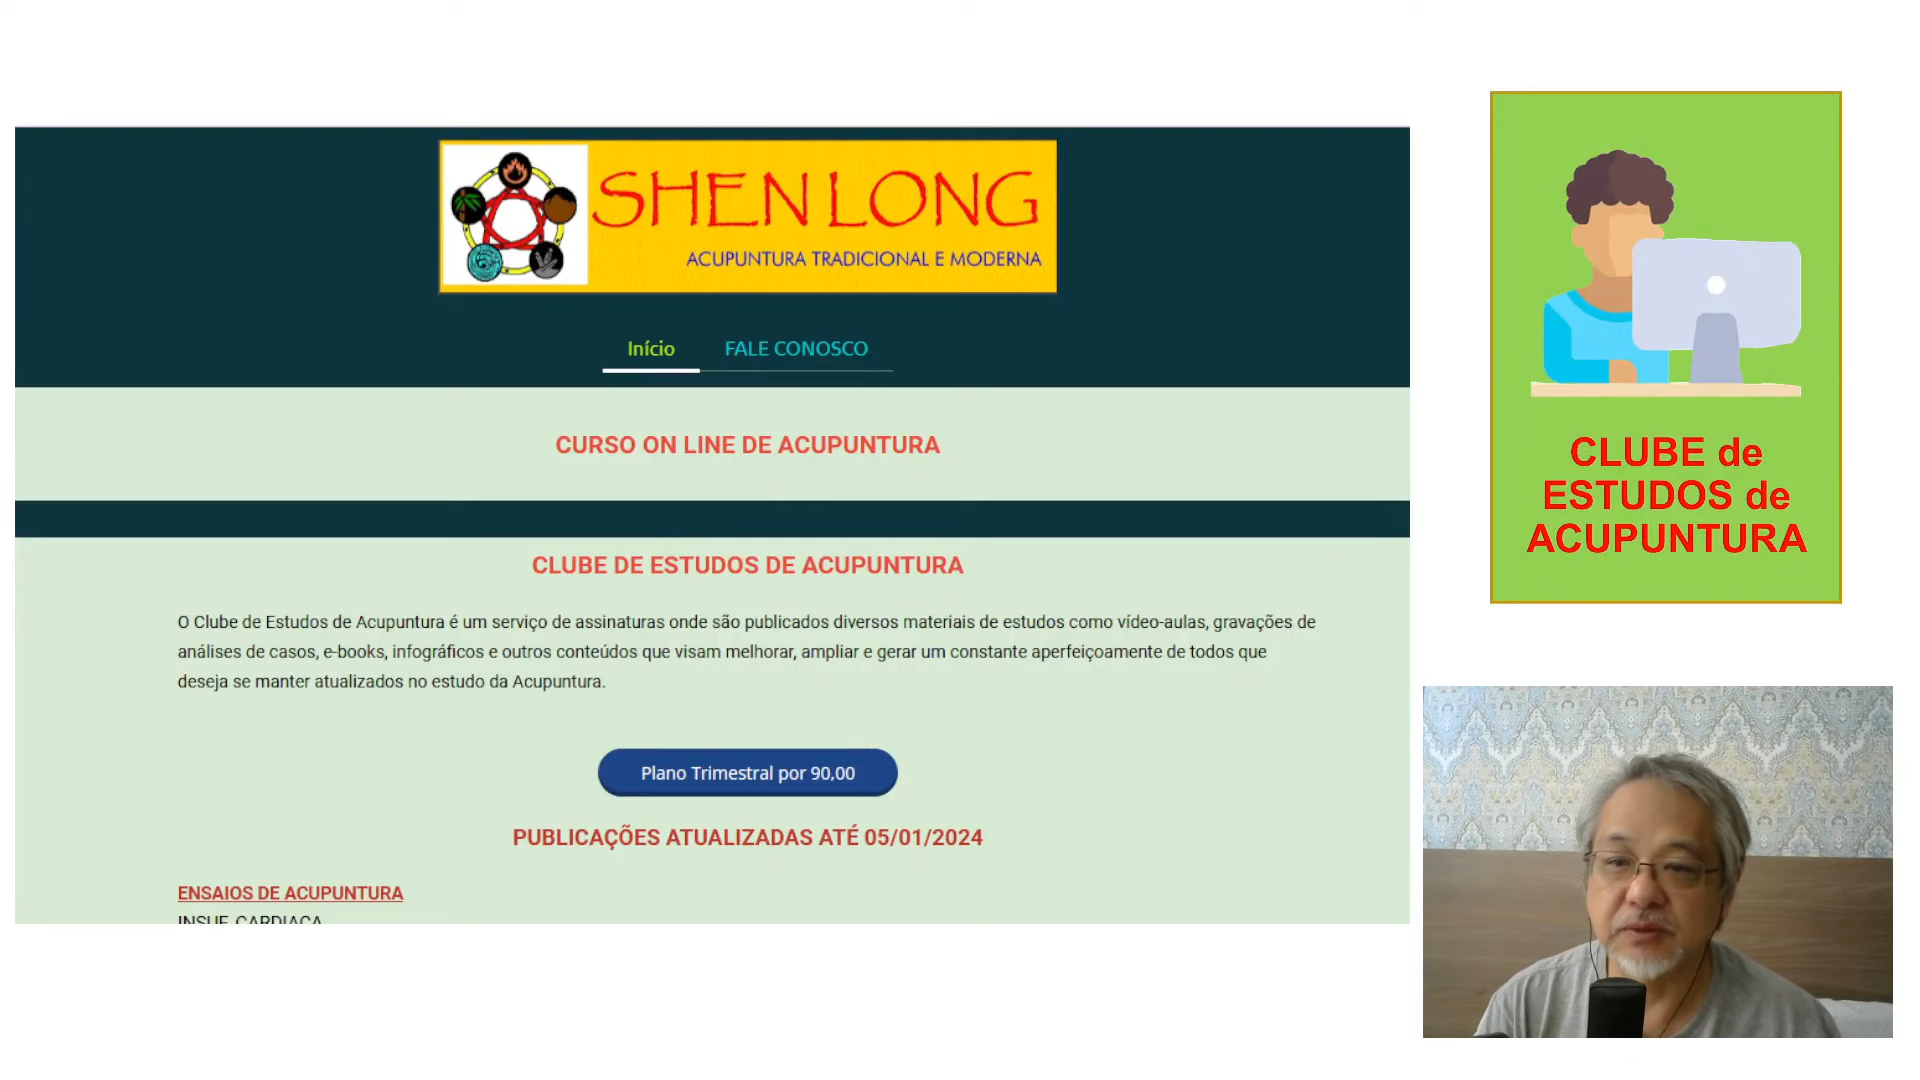 SHEN LONG
ACUPUNTURA TRADICIONAL E MODERNA
Início
FALE CONOSCO
CURSO ON LINE DE ACUPUNTURA
CLUBE DE ESTUDOS DE ACUPUNTURA
O Clube de Estudos de Acupuntura é um serviço de assinaturas onde são publicados diversos materiais de estudos como vídeo-aulas, gravações de
análises de casos, e-books, infográficos e outros conteúdos que visam melhorar, ampliar e gerar um constante aperfeiçoamente de todos que
deseja se manter atualizados no estudo da Acupuntura.
Plano Trimestral por 90,00
PUBLICAÇÕES ATUALIZADAS ATÉ 05/01/2024
ENSAIOS DE ACUPUNTURA
INSUF. CARDIACA
CLUBE de
ESTUDOS de
ACUPUNTURA